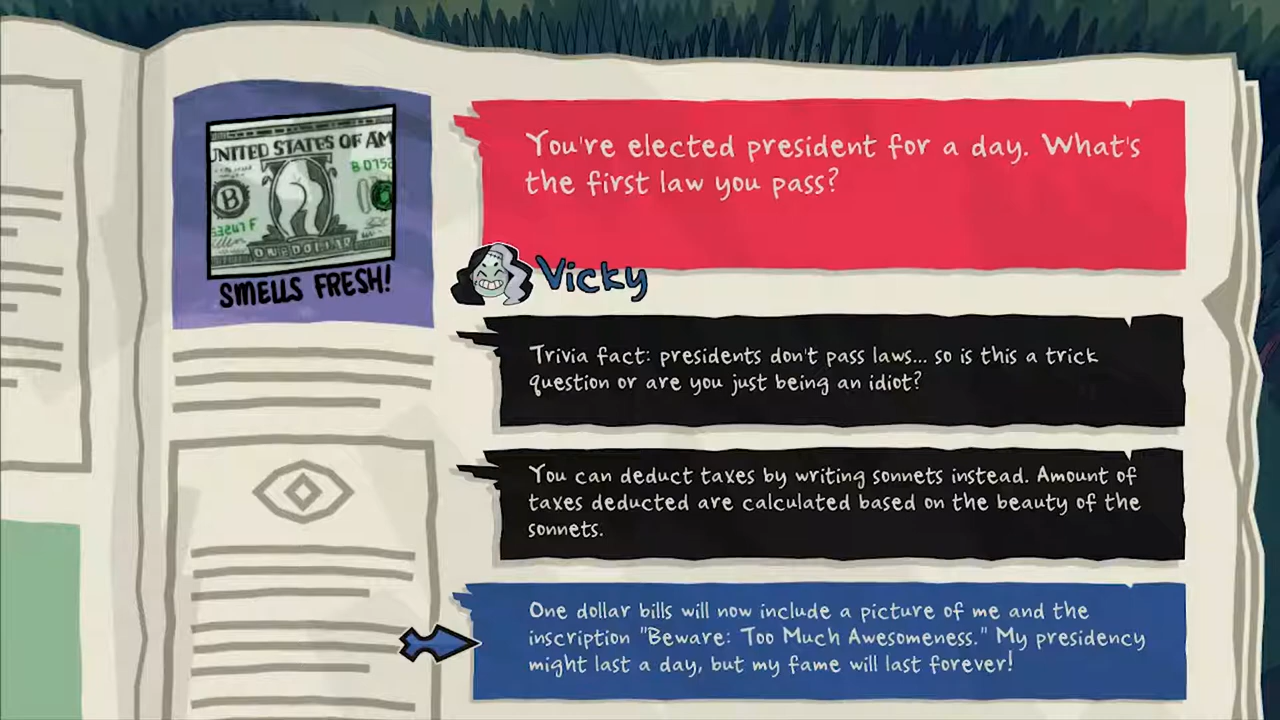 UNITED STATES OF AM
B
ONE DOLLAR
SMELLS FRESH!
You're elected president for a day. What's
the first law you pass?
Vicky
Trivia fact: presidents don't pass laws... so is this a trick
question or are you just being an idiot?
You can deduct taxes by writing sonnets instead. Amount of
taxes deducted are calculated based on the beauty of the
sonnets.
One dollar bills will now include a picture of me and the
inscription "Beware: Too Much Awesomeness." My presidency
might last a day, but my fame will last forever!